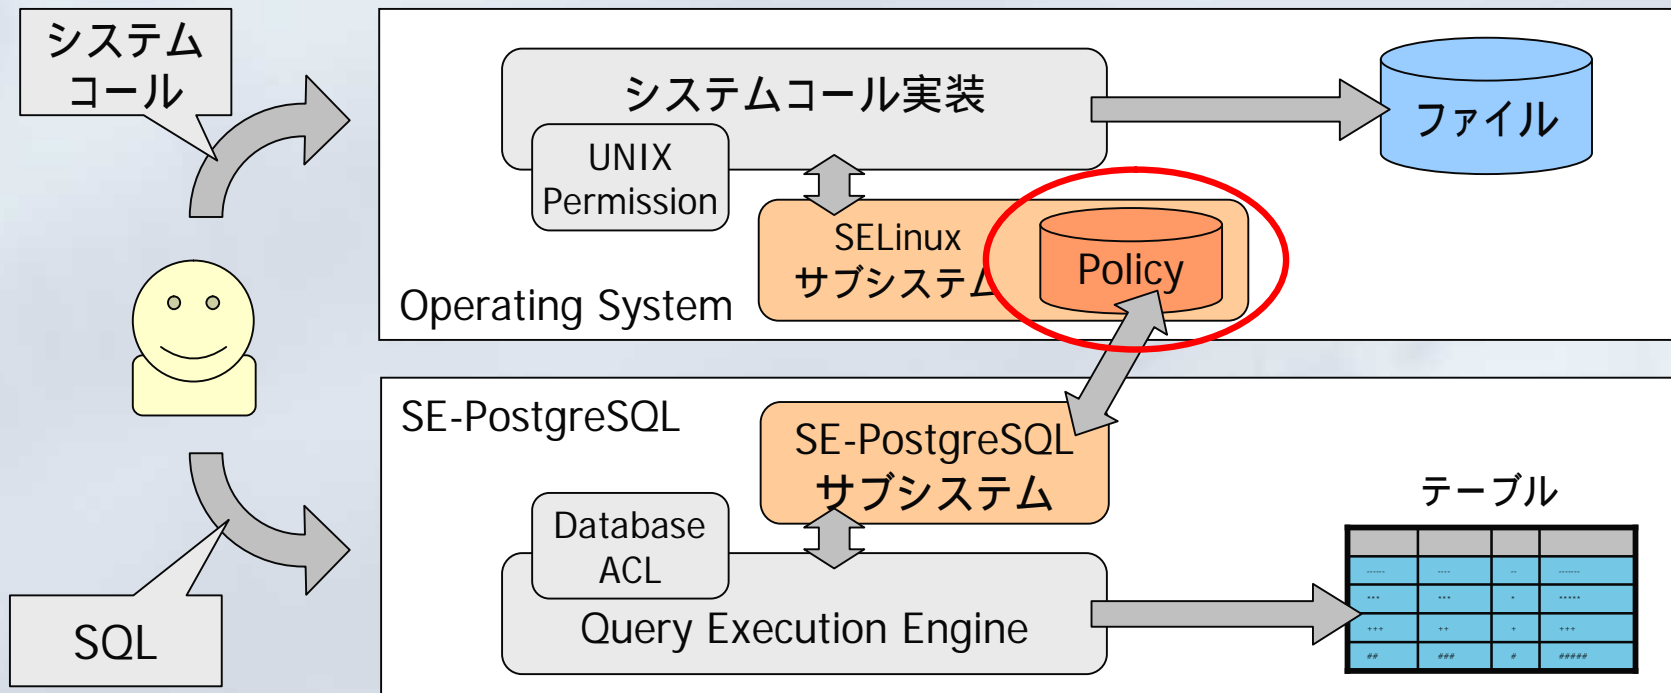 システム
コール
システムコール実装
UNIX
Permission
ファイル
SELinux
サブシステム
Policy
Operating System
SE-PostgreSQL
SE-PostgreSQL
サブシステム
Database
ACL
Query Execution Engine
テーブル
------ ---- -- -------
*** *** * *****
+++ ++ + +++
## ### # #####
SQL